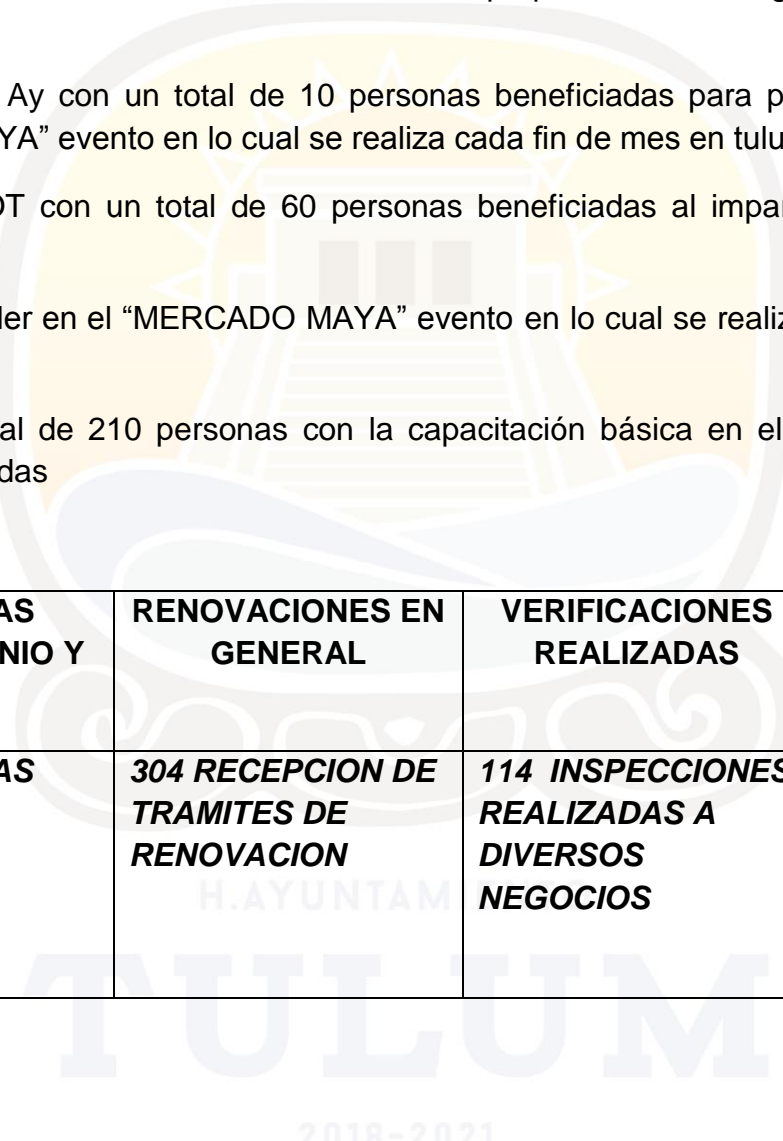 Ay con un total de 10 personas beneficiadas para p
YA” evento en lo cual se realiza cada fin de mes en tulu
OT con un total de 60 personas beneficiadas al impar
der en el “MERCADO MAYA” evento en lo cual se realiz
al de 210 personas con la capacitación básica en el
das
AS
NIO Y
RENOVACIONES EN
GENERAL
VERIFICACIONES
REALIZADAS
AS
304 RECEPCION DE
TRAMITES DE
RENOVACION
114 INSPECCIONES
REALIZADAS A
DIVERSOS
NEGOCIOS
H.AYUNTAM
TULUM
2018-2021